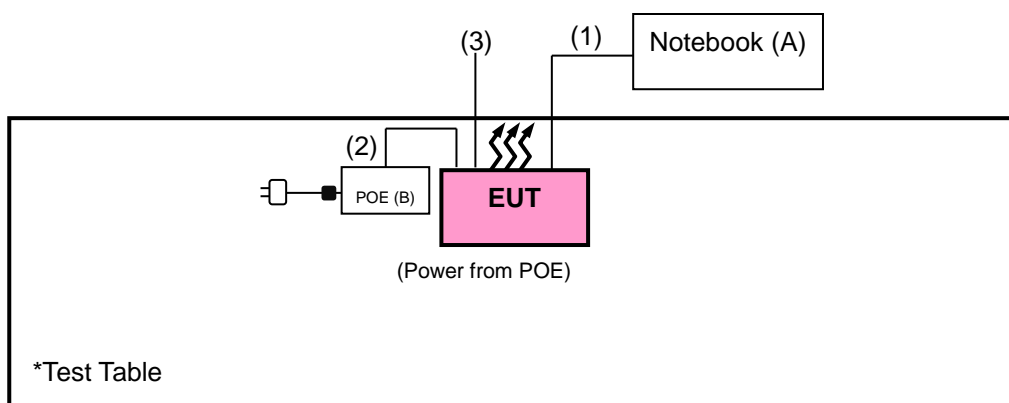 (3)
(1)
Notebook (A)
(2)
POE (B)
EUT
(Power from POE)
*Test Table